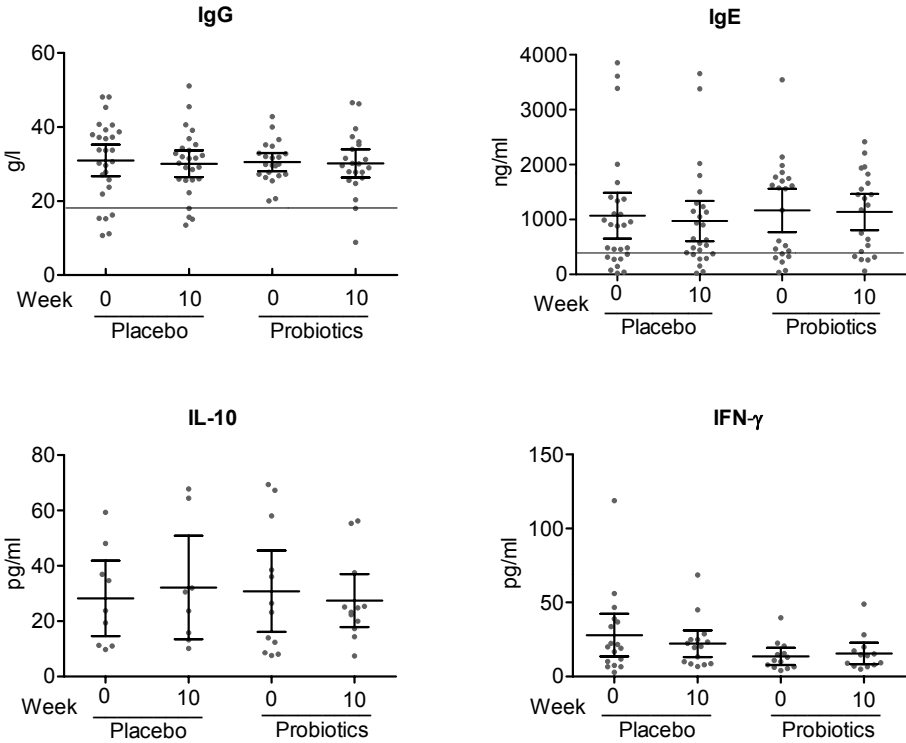 IgG
60
40
20
0
g/l
Week 0 10 0 10
Placebo Probiotics
IgE
4000
3000
2000
1000
0
ng/ml
Week 0 10 0 10
Placebo Probiotics
IL-10
80
60
40
20
0
pg/ml
Week 0 10 0 10
Placebo Probiotics
IFN-γ
150
100
50
0
pg/ml
Week 0 10 0 10
Placebo Probiotics